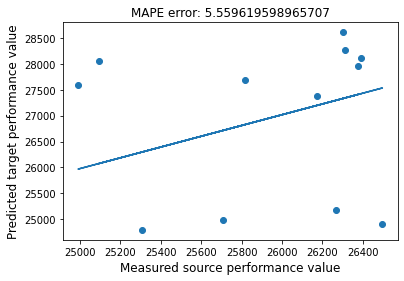 MAPE error: 5.559619598965707
Predicted target performance value
28500
28000
27500
27000
26500
26000
25500
25000
25000 25200 25400 25600 25800 26000 26200 26400
Measured source performance value